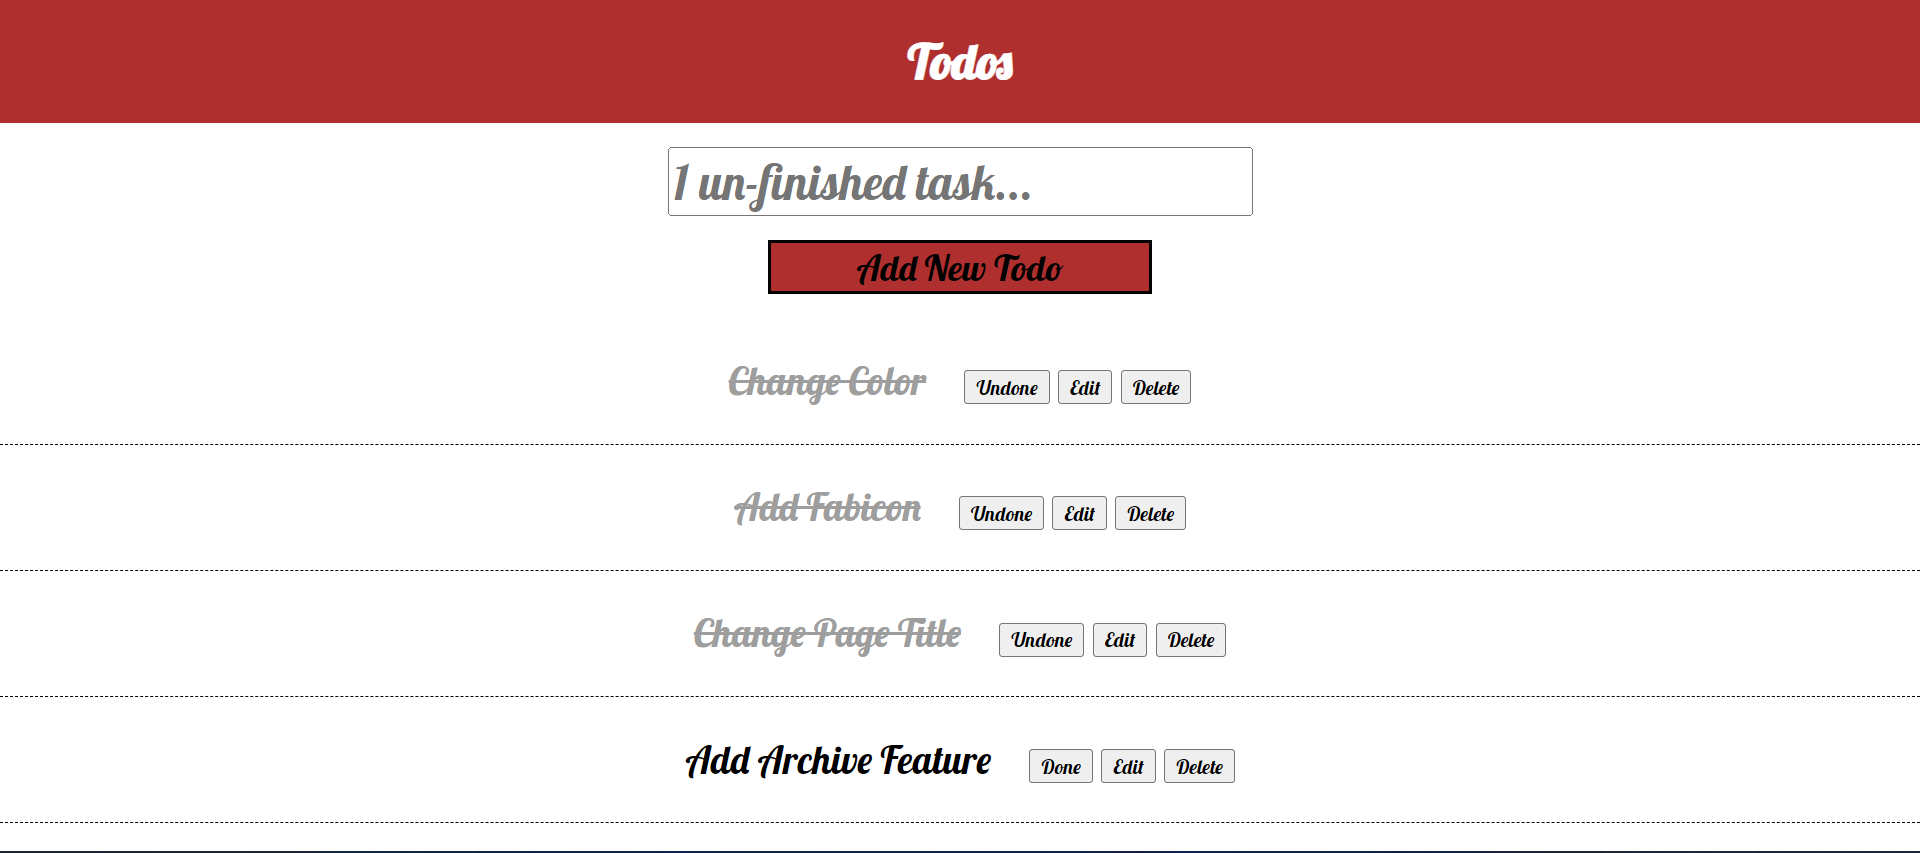 Todos
1 un-finished task...
Add New Todo
Change Color Undone Edit Delete
Add Fabicon Undone Edit Delete
Change Page Title Undone Edit Delete
Add Archive Feature Done Edit Delete